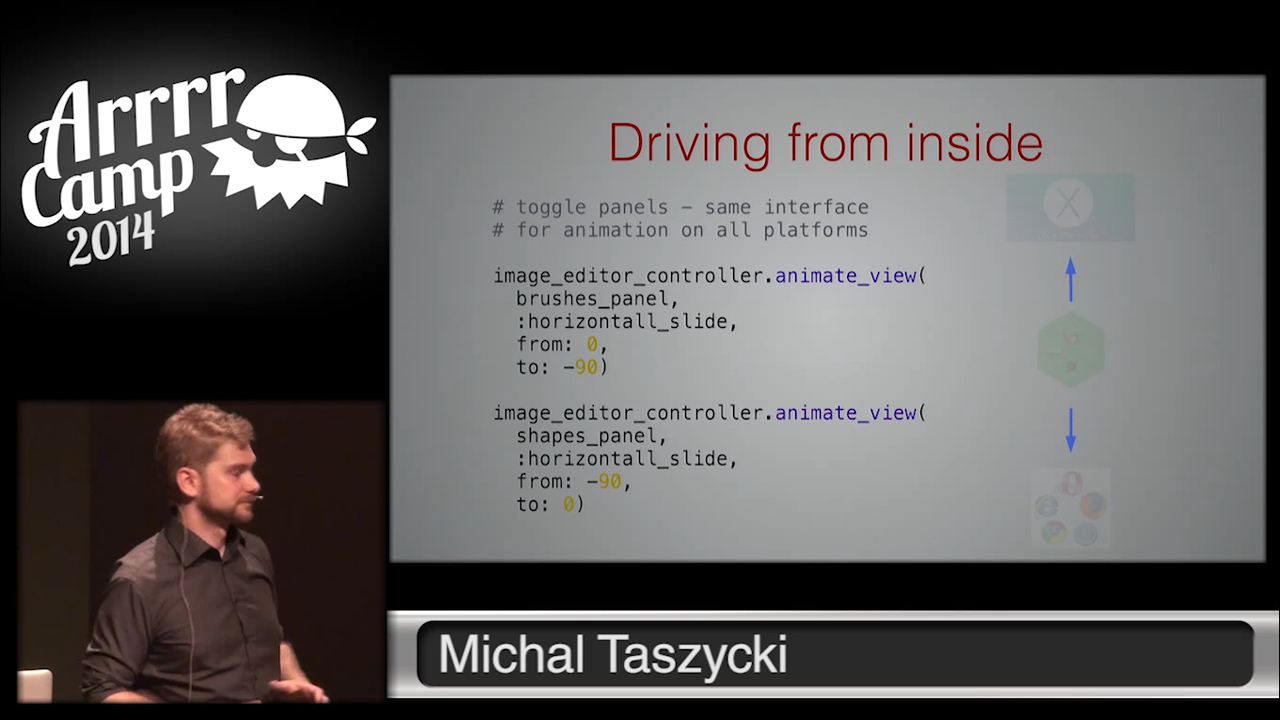 Arrrr
Camp
2014
Driving from inside
# toggle panels – same interface
# for animation on all platforms
image_editor_controller.animate_view(
brushes_panel,
:horizontall_slide,
from: 0,
to: -90)
image_editor_controller.animate_view(
shapes_panel,
:horizontall_slide,
from: -90,
to: 0)
X
Michal Taszycki